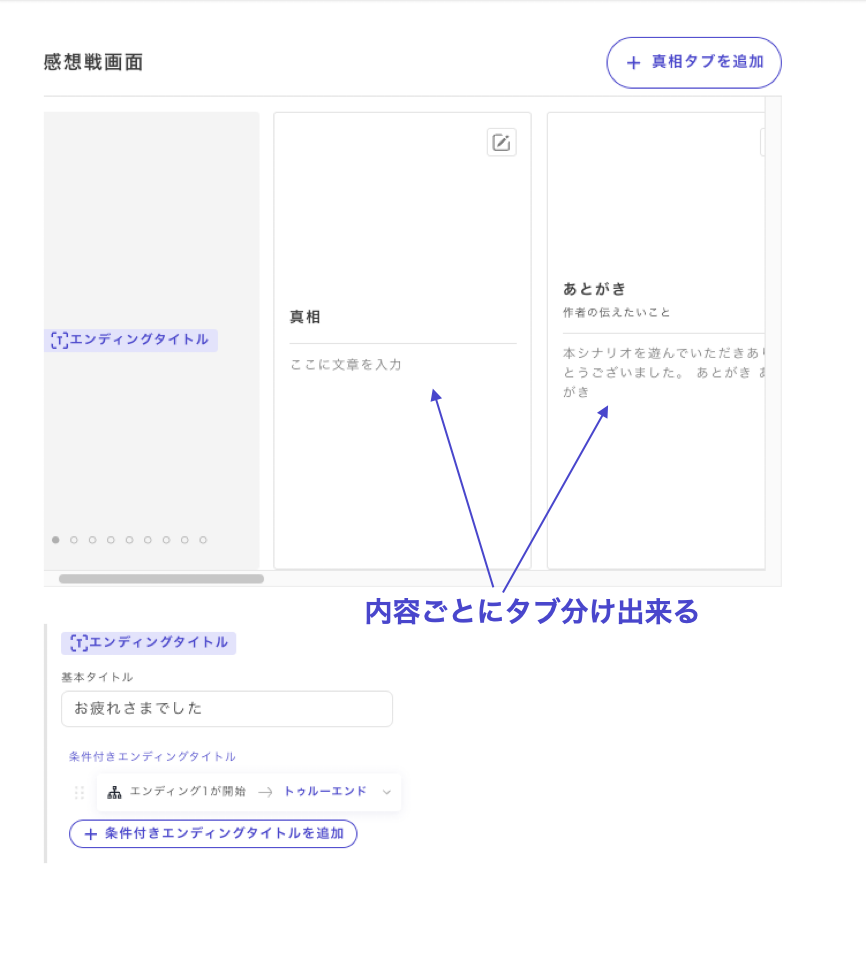 感想戦画面
＋ 真相タブを追加
[T]エンディングタイトル
真相
ここに文章を入力
あとがき
作者の伝えたいこと
本シナリオを遊んでいただきあり
とうございました。 あとがき あ
がき
内容ごとにタブ分け出来る
[T]エンディングタイトル
基本タイトル
お疲れさまでした
条件付きエンディングタイトル
エンディング1が開始 → トゥルーエンド
＋ 条件付きエンディングタイトルを追加